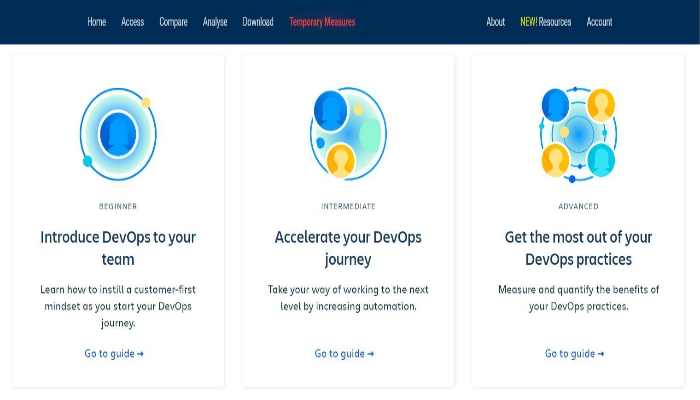 Home Access Compare Analyse Download Temporary Measures About NEW! Resources Account
BEGINNER
Introduce DevOps to your
team
Learn how to instill a customer-first
mindset as you start your DevOps
journey.
Go to guide →
INTERMEDIATE
Accelerate your DevOps
journey
Take your way of working to the next
level by increasing automation.
Go to guide →
ADVANCED
Get the most out of your
DevOps practices
Measure and quantify the benefits of
your DevOps practices.
Go to guide →